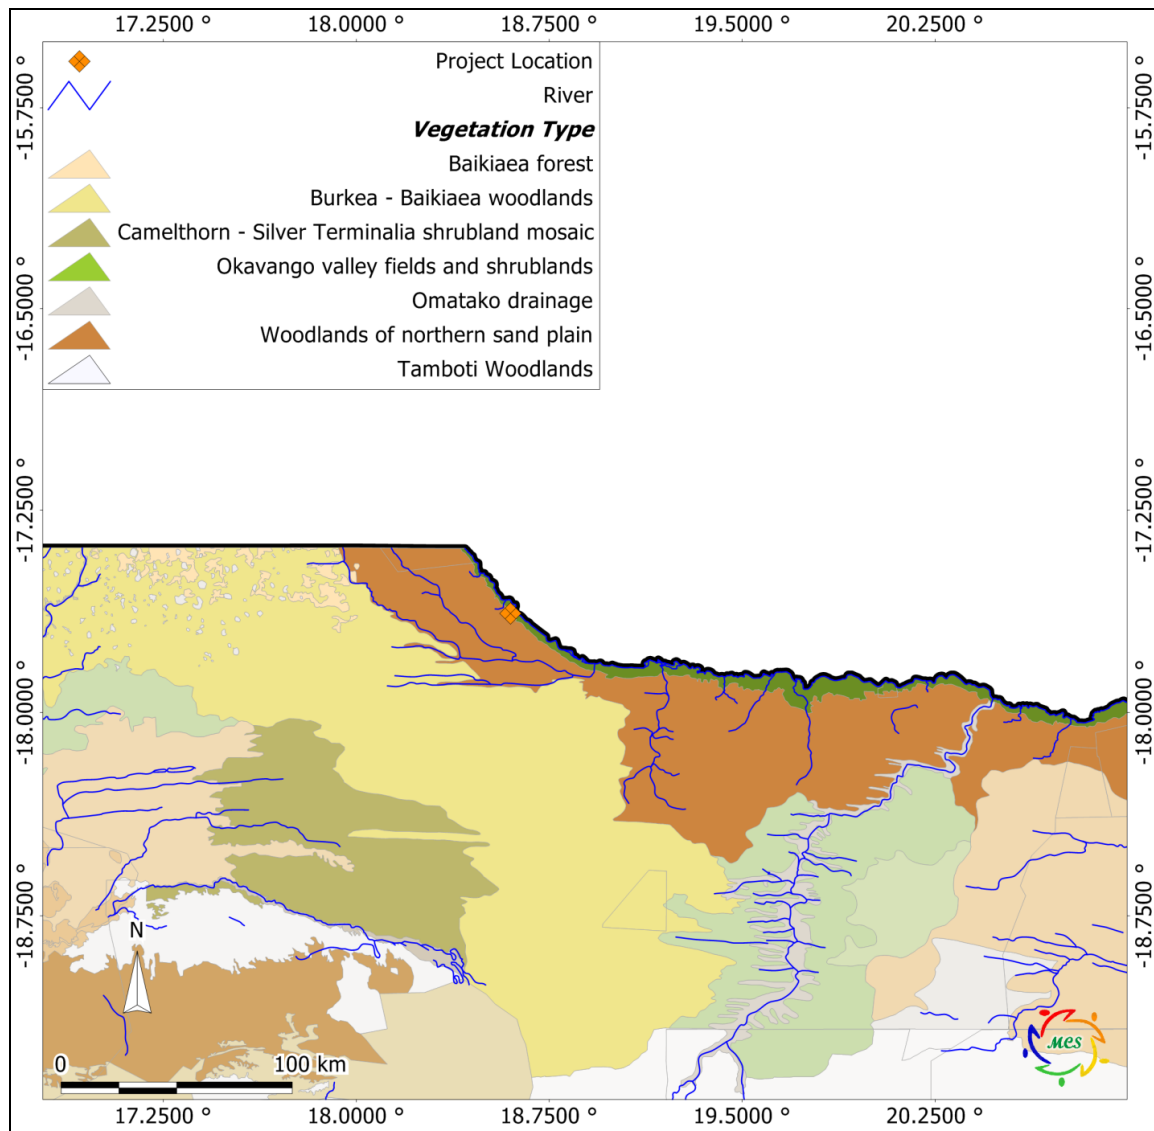 17.2500 ° 18.0000 ° 18.7500 ° 19.5000 ° 20.2500 °
Project Location
River
Vegetation Type
Baikiaea forest
Burkea - Baikiaea woodlands
Camelthorn - Silver Terminalia shrubland mosaic
Okavango valley fields and shrublands
Omatako drainage
Woodlands of northern sand plain
Tamboti Woodlands
-15.7500 °
-16.5000 °
-17.2500 °
-18.0000 °
-18.7500 °
-15.7500 °
-16.5000 °
-17.2500 °
-18.0000 °
-18.7500 °
N
0 100 km
MES
17.2500 ° 18.0000 ° 18.7500 ° 19.5000 ° 20.2500 °